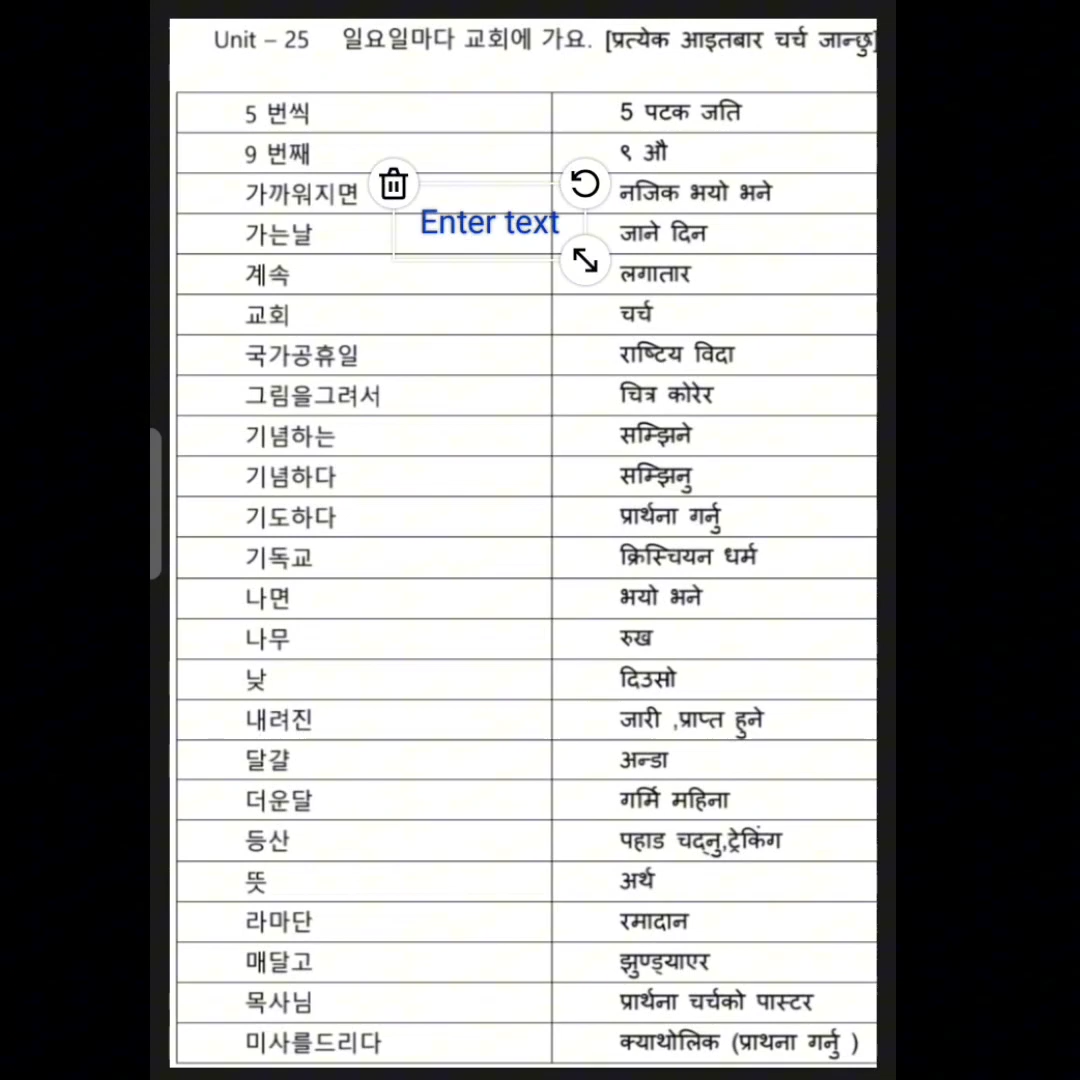 Unit – 25 일요일마다 교회에 가요. [प्रत्येक आइतबार चर्च जान्छु]
5 번씩 5 पटक जति
9 번째 ९ औ
가까워지면 नजिक भयो भने
Enter text
가는날 जाने दिन
계속 लगातार
교회 चर्च
국가공휴일 राष्टिय विदा
그림을그려서 चित्र कोरेर
기념하는 सम्झिने
기념하다 सम्झिनु
기도하다 प्रार्थना गर्नु
기독교 क्रिस्चियन धर्म
나면 भयो भने
나무 रुख
낮 दिउसो
내려진 जारी ,प्राप्त हुने
달걀 अन्डा
더운달 गर्मि महिना
등산 पहाड चद्नु,ट्रेकिंग
뜻 अर्थ
라마단 रमादान
매달고 झुण्ड्याएर
목사님 प्रार्थना चर्चको पास्टर
미사를드리다 क्याथोलिक (प्राथना गर्नु )